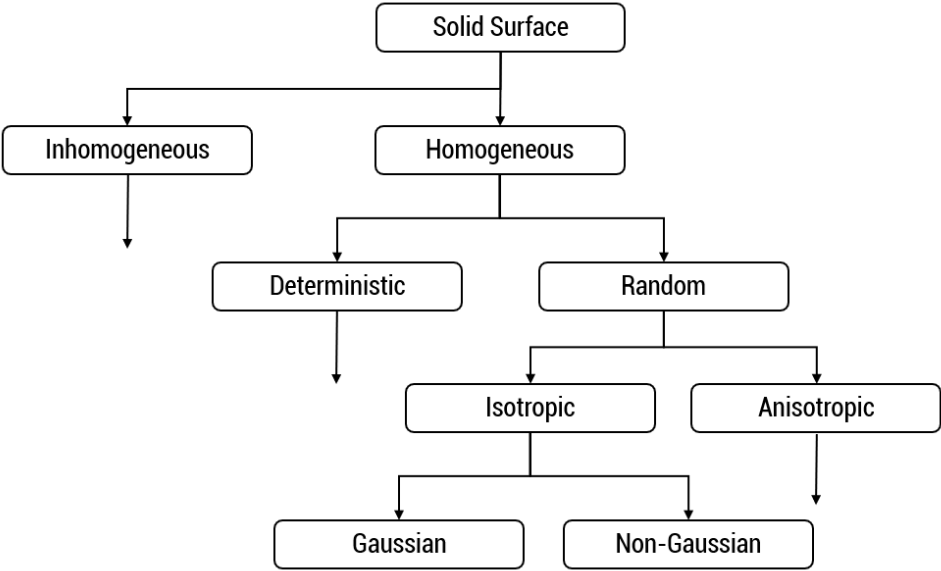 Solid Surface
Inhomogeneous
Homogeneous
Deterministic
Random
Isotropic
Anisotropic
Gaussian
Non-Gaussian